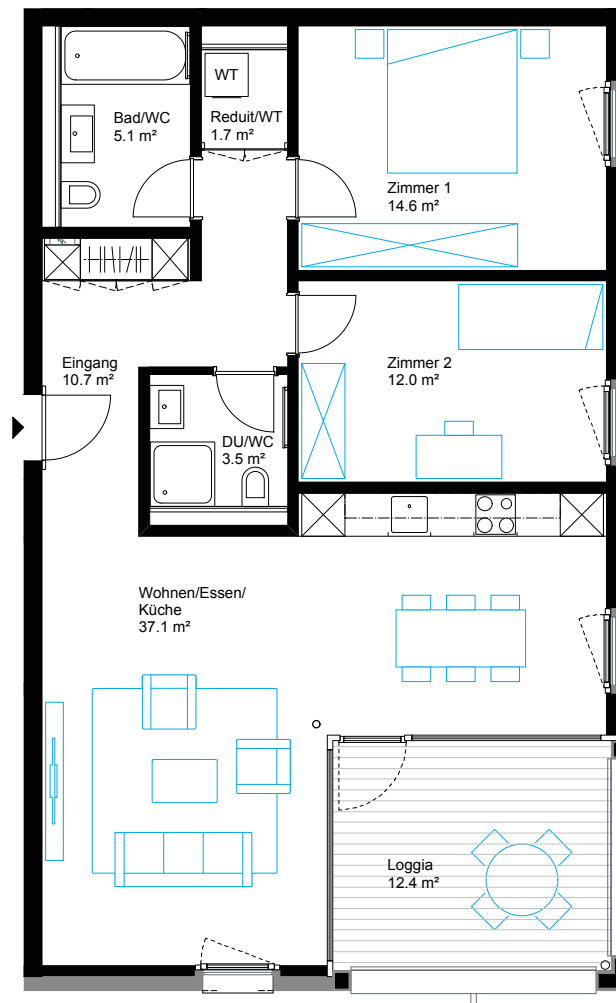 WT
Bad/WC
5.1 m²
Reduit/WT
1.7 m²
Zimmer 1
14.6 m²
Eingang
10.7 m²
Zimmer 2
12.0 m²
DU/WC
3.5 m²
Wohnen/Essen/
Küche
37.1 m²
Loggia
12.4 m²